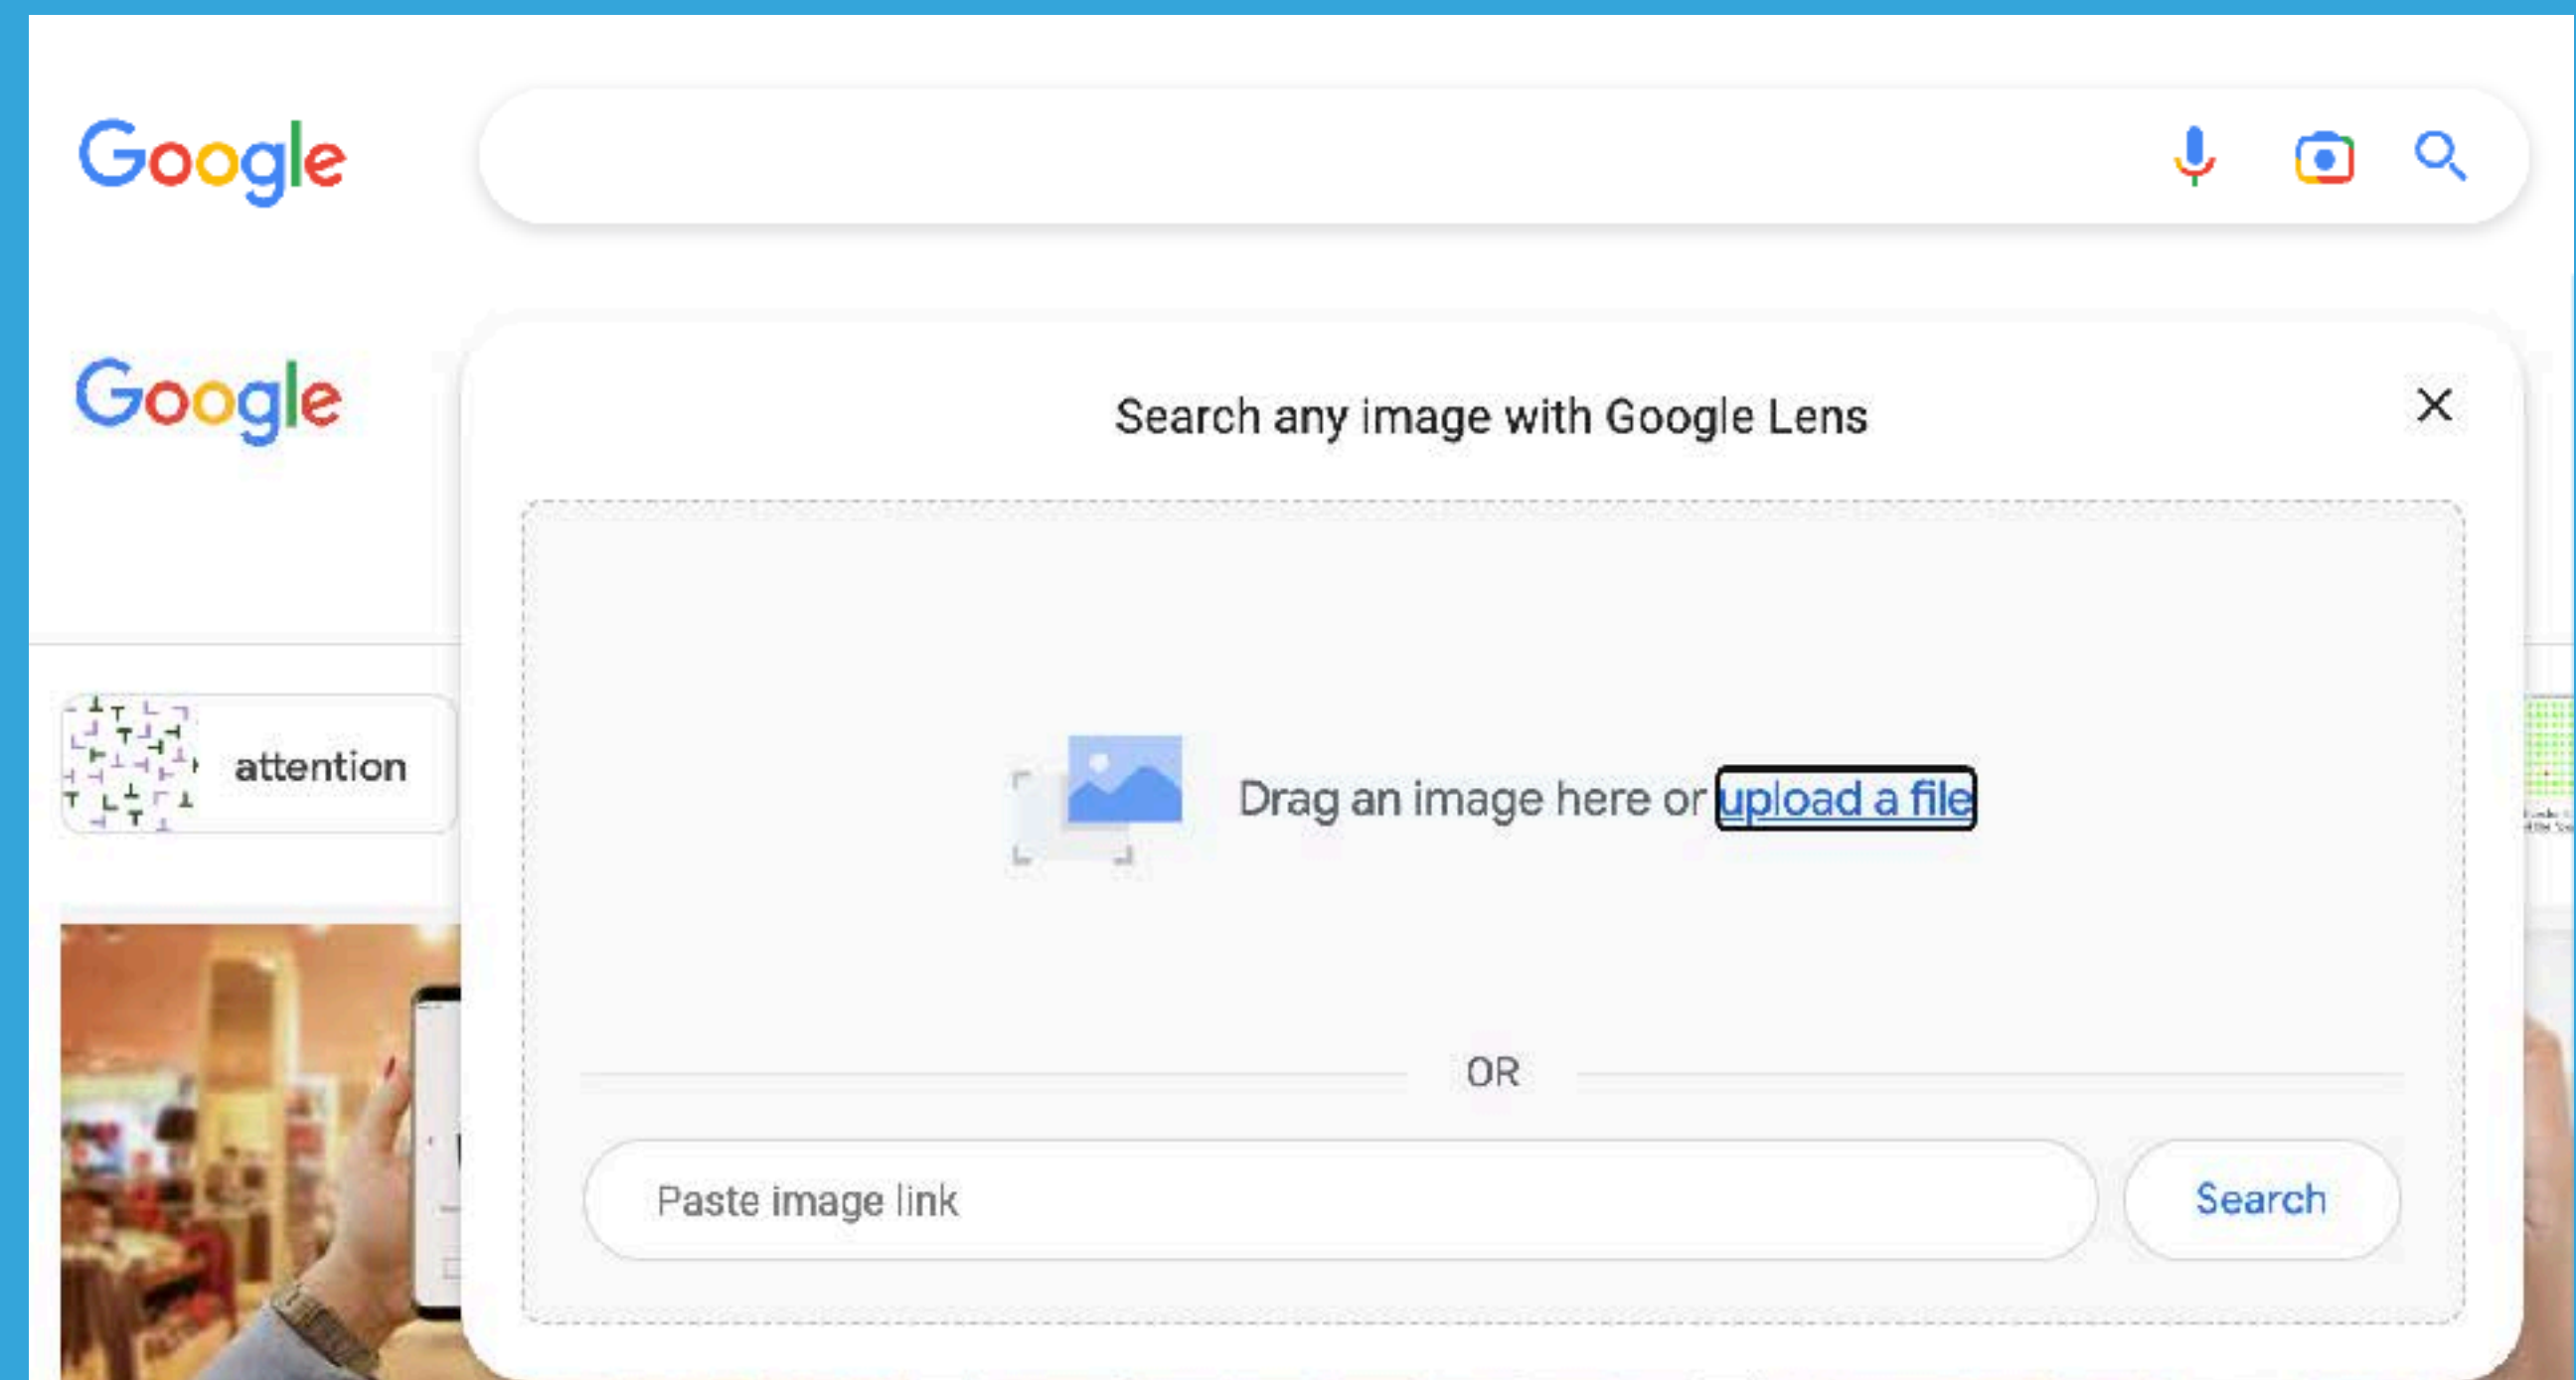 Google
Google
Search any image with Google Lens
attention
Drag an image here or upload a file
OR
Paste image link
Search